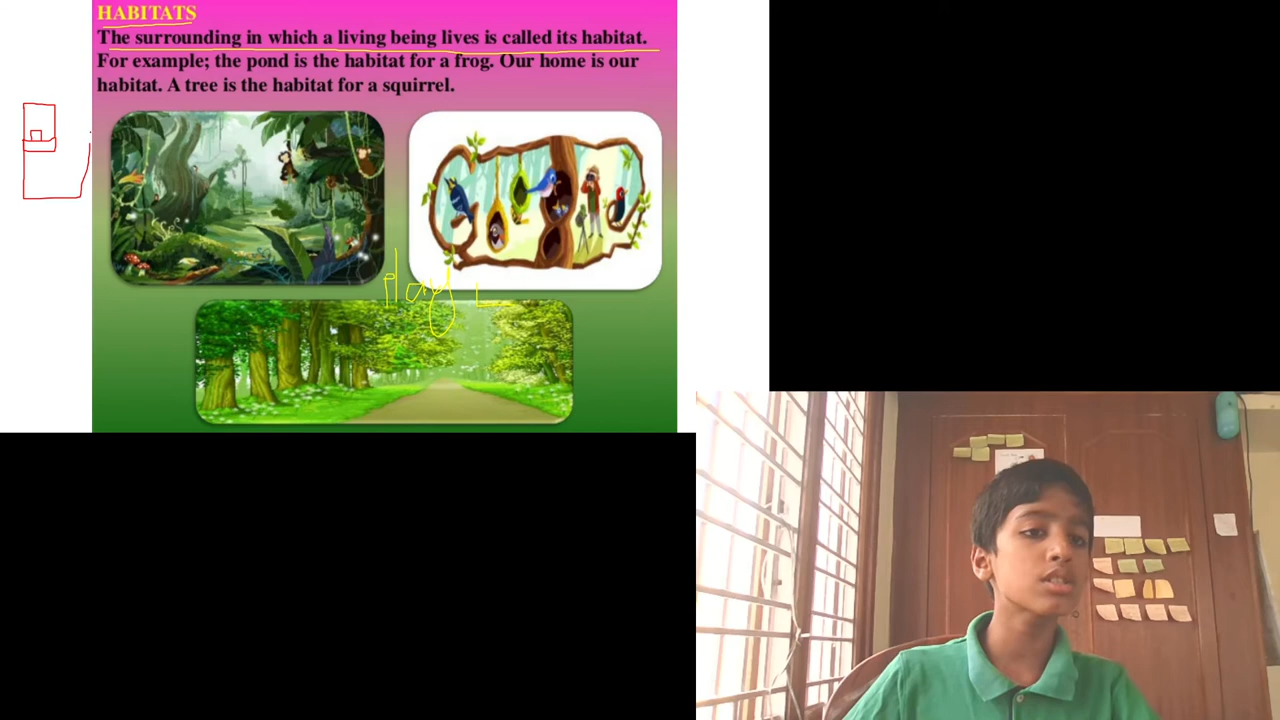 HABITATS
The surrounding in which a living being lives is called its habitat.
For example; the pond is the habitat for a frog. Our home is our
habitat. A tree is the habitat for a squirrel.
day